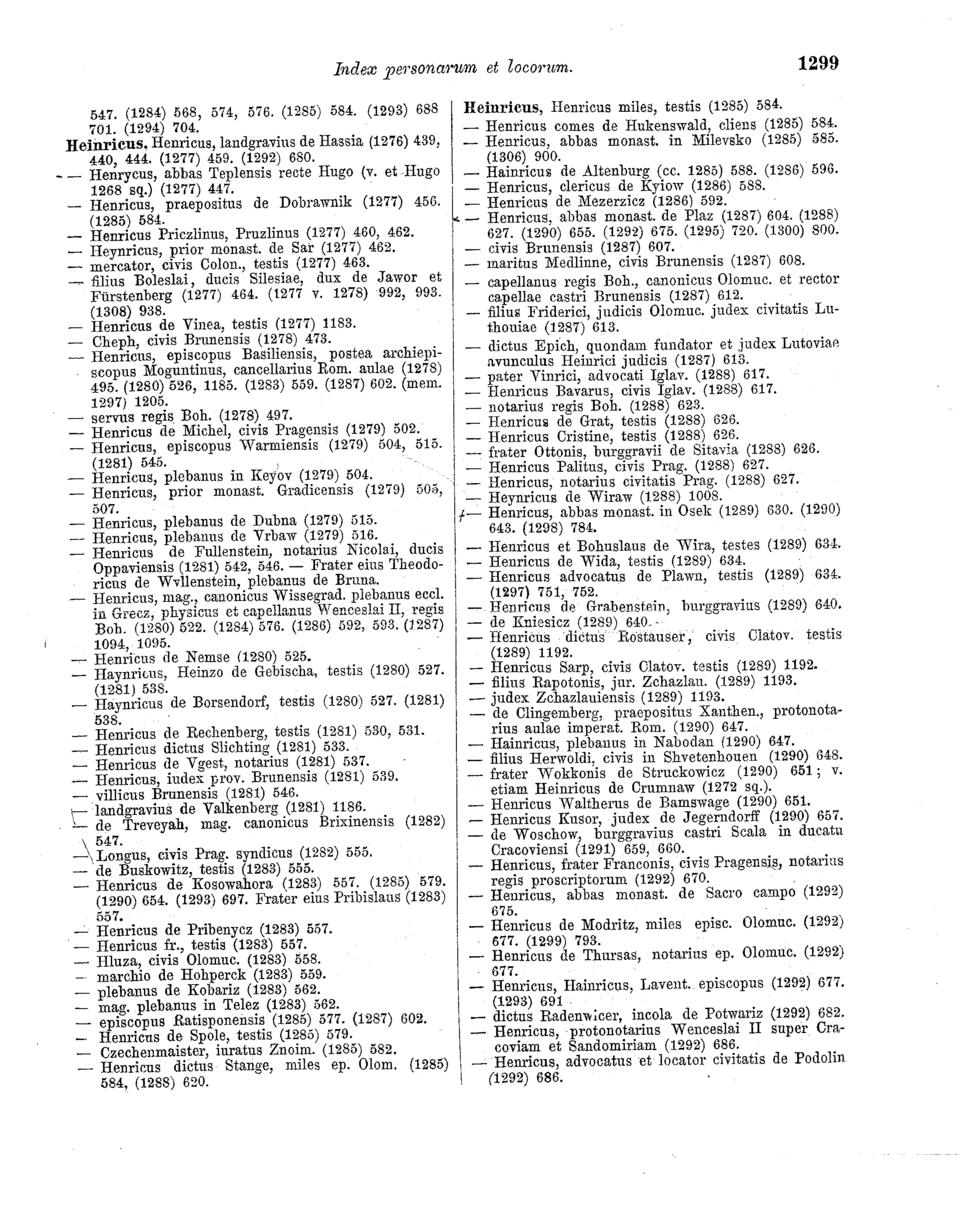 Index personarum et locorum.
1299
547. (1284) 568, 574, 576. (1285) 584. (1293) 688
701. (1294) 704.
Heinricus, Henricus, landgravius de Hassia (1276) 439,
440, 444. (1277) 459. (1292) 680.
— Henrycus, abbas Teplensis recte Hugo (v. et Hugo
1268 sq.) (1277) 447.
— Henricus, praepositus de Dobrawnik (1277) 456.
(1285) 584.
— Henricus Priczlinus, Pruzlinus (1277) 460, 462.
— Heynricus, prior monast. de Sar (1277) 462.
— mercator, civis Colon., testis (1277) 463.
— filius Boleslai, ducis Silesiae, dux de Jawor et
Fürstenberg (1277) 464. (1277 v. 1278) 992, 993.
(1308) 938.
— Henricus de Vinea, testis (1277) 1183.
— Cheph, civis Brunensis (1278) 473.
— Henricus, episcopus Basiliensis, postea archiepi-
scopus Moguntinus, cancellarius Rom. aulae (1278)
495. (1280) 526, 1185. (1283) 559. (1287) 602. (mem.
1297) 1205.
— servus regis Boh. (1278) 497.
— Henricus de Michel, civis Pragensis (1279) 502.
— Henricus, episcopus Warmiensis (1279) 504, 515.
(1281) 545.
— Henricus, plebanus in Keyov (1279) 504.
— Henricus, prior monast. Gradicensis (1279) 505,
507.
— Henricus, plebanus de Dubna (1279) 515.
— Henricus, plebanus de Vrbaw (1279) 516.
— Henricus de Fullenstein, notarius Nicolai, ducis
Oppaviensis (1281) 542, 546. — Frater eius Theodo-
ricus de Wvllenstein, plebanus de Bruna.
— Henricus, mag., canonicus Wissegrad. plebanus eccl.
in Grecz, physicus et capellanus Wenceslai II, regis
Boh. (1280) 522. (1284) 576. (1286) 592, 593. (1287)
1094, 1095.
— Henricus de Nemse (1280) 525.
— Haynricus, Heinzo de Gebischa, testis (1280) 527.
(1281) 538.
— Haynricus de Borsendorf, testis (1280) 527. (1281)
538.
— Henricus de Rechenberg, testis (1281) 530, 531.
— Henricus dictus Slichting (1281) 533.
— Henricus de Vgest, notarius (1281) 537.
— Henricus, iudex prov. Brunensis (1281) 539.
— villicus Brunensis (1281) 546.
— landgravius de Valkenberg (1281) 1186.
— de Treveyah, mag. canonicus Brixinensis (1282)
547.
— Longus, civis Prag. syndicus (1282) 555.
— de Buskowitz, testis (1283) 555.
— Henricus de Kosowahora (1283) 557. (1285) 579.
(1290) 654. (1293) 697. Frater eius Pribislaus (1283)
557.
— Henricus de Pribenycz (1283) 557.
— Henricus fr., testis (1283) 557.
— Hluza, civis Olomuc. (1283) 558.
— marchio de Hohperck (1283) 559.
— plebanus de Kobariz (1283) 562.
— mag. plebanus in Telez (1283) 562.
— episcopus Ratisponensis (1285) 577. (1287) 602.
— Henricus de Spole, testis (1285) 579.
— Czechenmaister, iuratus Znoim. (1285) 582.
— Henricus dictus Stange, miles ep. Olom. (1285)
584, (1288) 620.
Heinricus, Henricus miles, testis (1285) 584.
— Henricus comes de Hukenswald, cliens (1285) 584.
— Henricus, abbas monast. in Milevsko (1285) 585.
(1306) 900.
— Hainricus de Altenburg (cc. 1285) 588. (1286) 596.
— Henricus, clericus de Kyiow (1286) 588.
— Henricus de Mezerzicz (1286) 592.
— Henricus, abbas monast. de Plaz (1287) 604. (1288)
627. (1290) 655. (1292) 675. (1295) 720. (1300) 800.
— civis Brunensis (1287) 607.
— maritus Medlinne, civis Brunensis (1287) 608.
— capellanus regis Boh., canonicus Olomuc. et rector
capellae castri Brunensis (1287) 612.
— filius Friderici, judicis Olomuc. judex civitatis Lu-
thoniae (1287) 613.
— dictus Epich, quondam fundator et judex Lutoviae
avunculus Heinrici judicis (1287) 613.
— pater Vinrici, advocati Iglav. (1288) 617.
— Henricus Bavarus, civis Iglav. (1288) 617.
— notarius regis Boh. (1288) 623.
— Henricus de Grat, testis (1288) 626.
— Henricus Cristine, testis (1288) 626.
— frater Ottonis, burggravii de Sitavia (1288) 626.
— Henricus Palitus, civis Prag. (1288) 627.
— Henricus, notarius civitatis Prag. (1288) 627.
— Heynricus de Wiraw (1288) 1008.
— Henricus, abbas monast. in Osek (1289) 630. (1290)
643. (1298) 784.
— Henricus et Bohuslaus de Wira, testes (1289) 634.
— Henricus de Wida, testis (1289) 634.
— Henricus advocatus de Plawn, testis (1289) 634.
(1297) 751, 752.
— Henricus de Grabenstein, burggravius (1289) 640.
— de Kniesicz (1289) 640.
— Henricus dictus Rostauser, civis Clatov. testis
(1289) 1192.
— Henricus Sarp, civis Clatov. testis (1289) 1192.
— filius Rapotonis, jur. Zchazlau. (1289) 1193.
— judex Zchazlauiensis (1289) 1193.
— de Clingemberg, praepositus Xanthen., protonota-
rius aulae imperat. Rom. (1290) 647.
— Hainricus, plebanus in Nabodan (1290) 647.
— filius Herwoldi, civis in Shvetenhouen (1290) 648.
— frater Wokkonis de Struckowicz (1290) 651; v.
etiam Heinricus de Crumnaw (1272 sq.).
— Henricus Waltherus de Bamswage (1290) 651.
— Henricus Kusor, judex de Jegerndorff (1290) 657.
— de Woschow, burggravius castri Scala in ducatu
Cracoviensi (1291) 659, 660.
— Henricus, frater Franconis, civis Pragensis, notarius
regis proscriptorum (1292) 670.
— Henricus, abbas monast. de Sacro campo (1292)
675.
— Henricus de Modritz, miles episc. Olomuc. (1292)
677. (1299) 793.
— Henricus de Thursas, notarius ep. Olomuc. (1292)
677.
— Henricus, Hainricus, Lavent. episcopus (1292) 677.
(1293) 691
— dictus Radenwicer, incola de Potwariz (1292) 682.
— Henricus, protonotarius Wenceslai II super Cra-
coviam et Sandomiriam (1292) 686.
— Henricus, advocatus et locator civitatis de Podolin
(1292) 686.